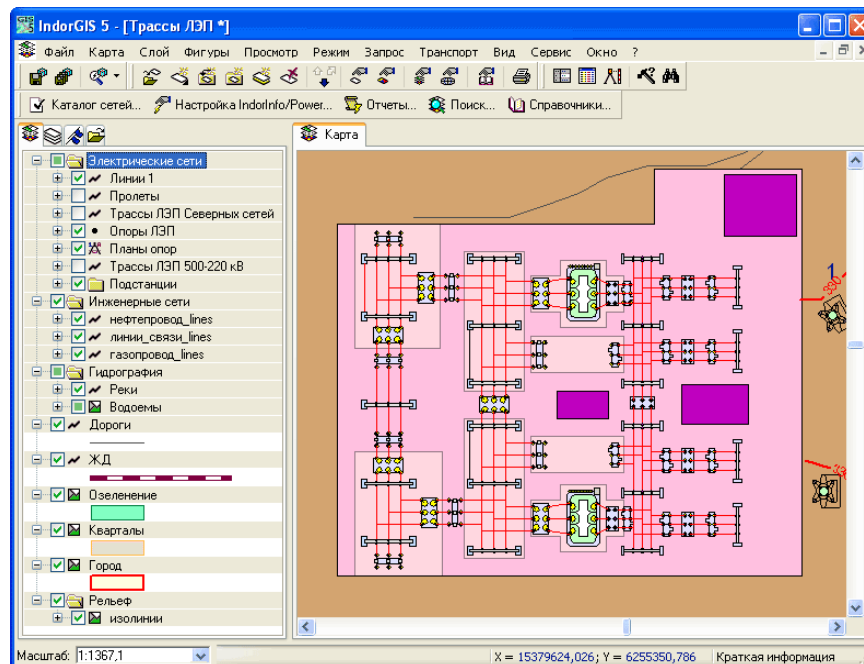 IndorGIS 5 - [Трассы ЛЭП *]
Файл Карта Слой Фигуры Просмотр Режим Запрос Транспорт Вид Сервис Окно ?
Каталог сетей... Настройка IndorInfo/Power... Отчеты... Поиск... Справочники...
Карта
Электрические сети
Линии 1
Пролеты
Трассы ЛЭП Северных сетей
Опоры ЛЭП
Планы опор
Трассы ЛЭП 500-220 кВ
Подстанции
Инженерные сети
нефтепровод_lines
линии_связи_lines
газопровод_lines
Гидрография
Реки
Водоемы
Дороги
ЖД
Озеленение
Кварталы
Город
Рельеф
изолинии
1
330
Масштаб: 1:1367,1
X = 15379624,026; Y = 6255350,786 Краткая информация